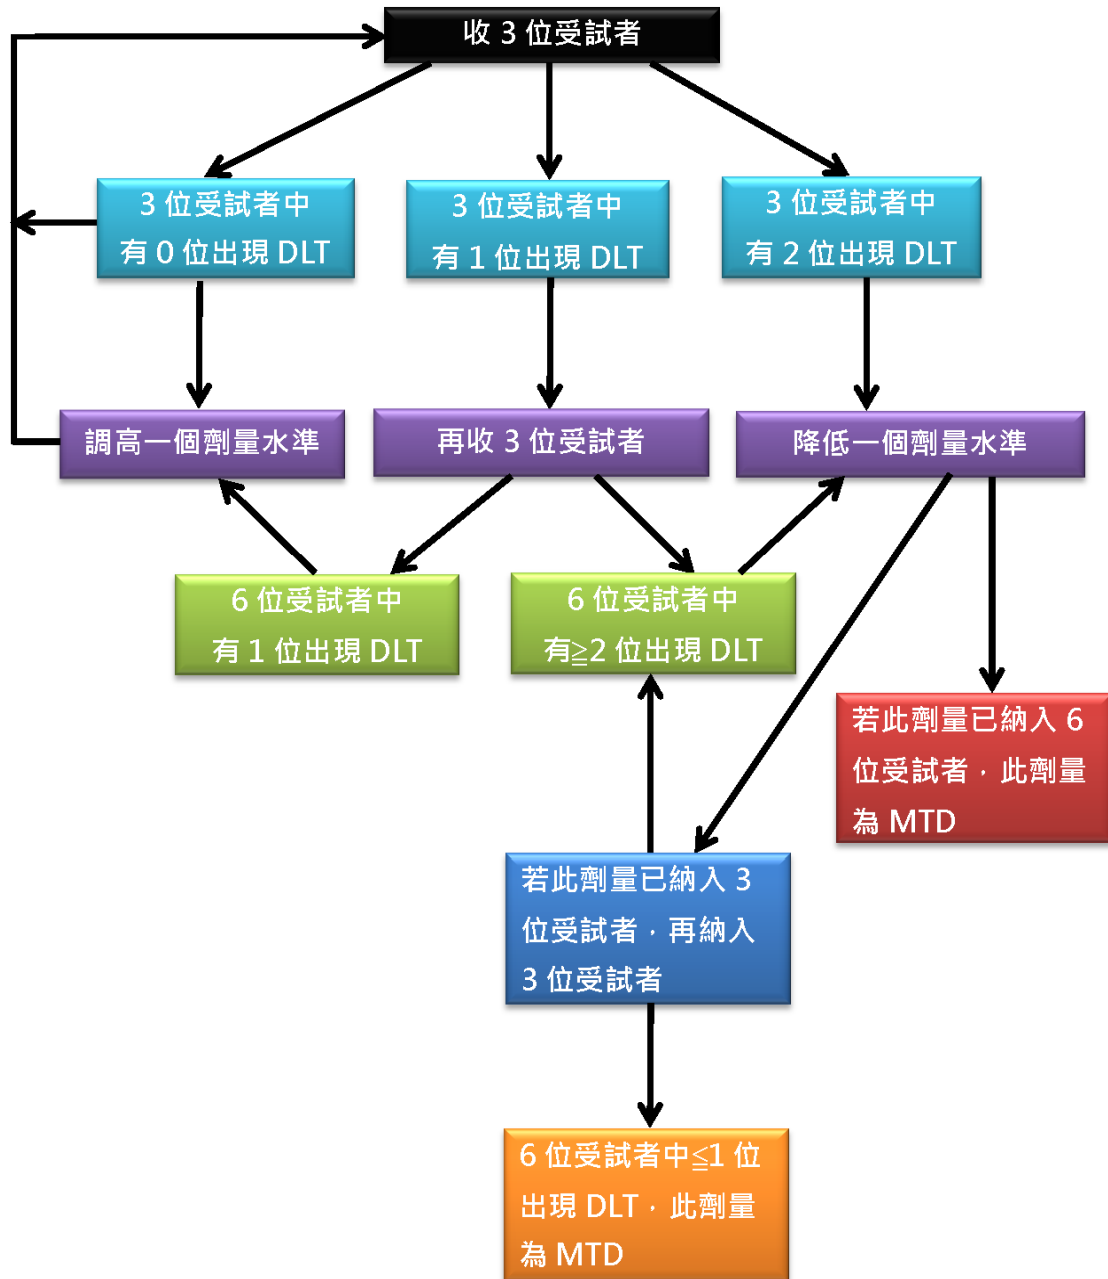 收 3 位受試者
3 位受試者中
有 0 位出現 DLT
3 位受試者中
有 1 位出現 DLT
3 位受試者中
有 2 位出現 DLT
調高一個劑量水準
再收 3 位受試者
降低一個劑量水準
6 位受試者中
有 1 位出現 DLT
6 位受試者中
有≧2 位出現 DLT
若此劑量已納入 6
位受試者，此劑量
為 MTD
若此劑量已納入 3
位受試者，再納入
3 位受試者
6 位受試者中≦1 位
出現 DLT，此劑量
為 MTD